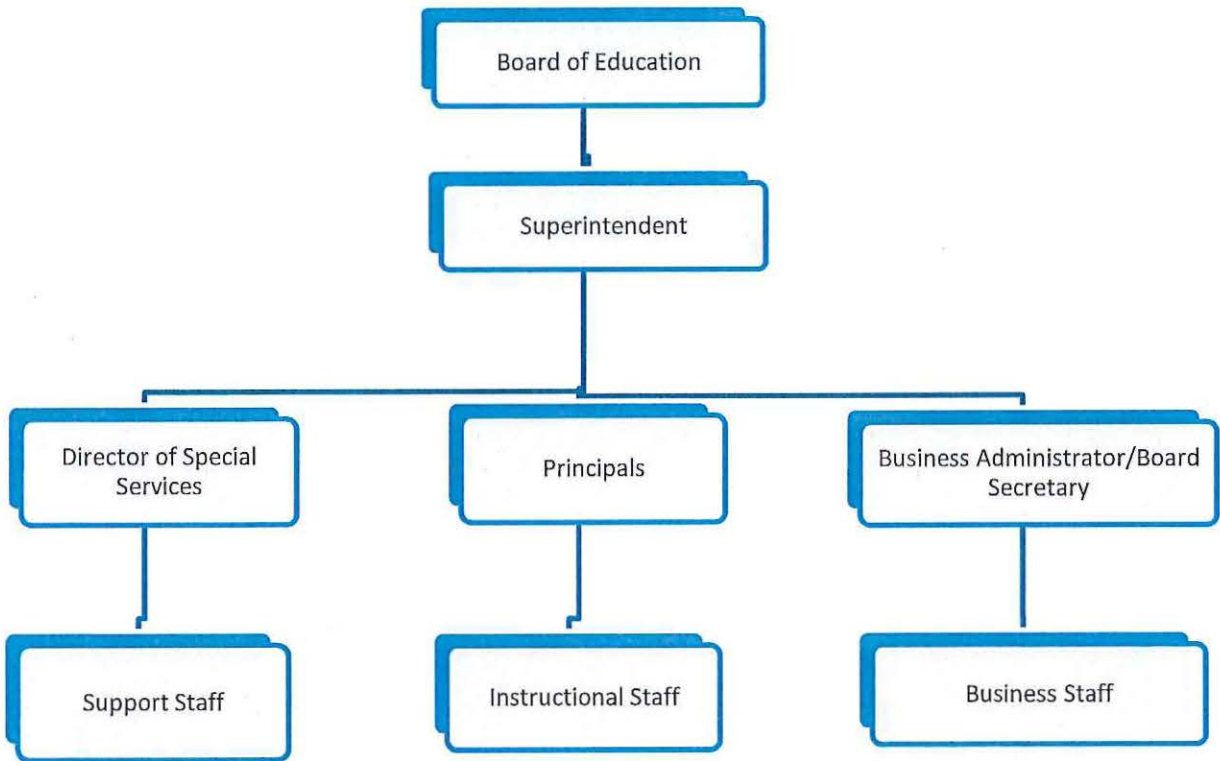 Board of Education
Superintendent
Director of Special
Services
Principals
Business Administrator/Board
Secretary
Support Staff
Instructional Staff
Business Staff